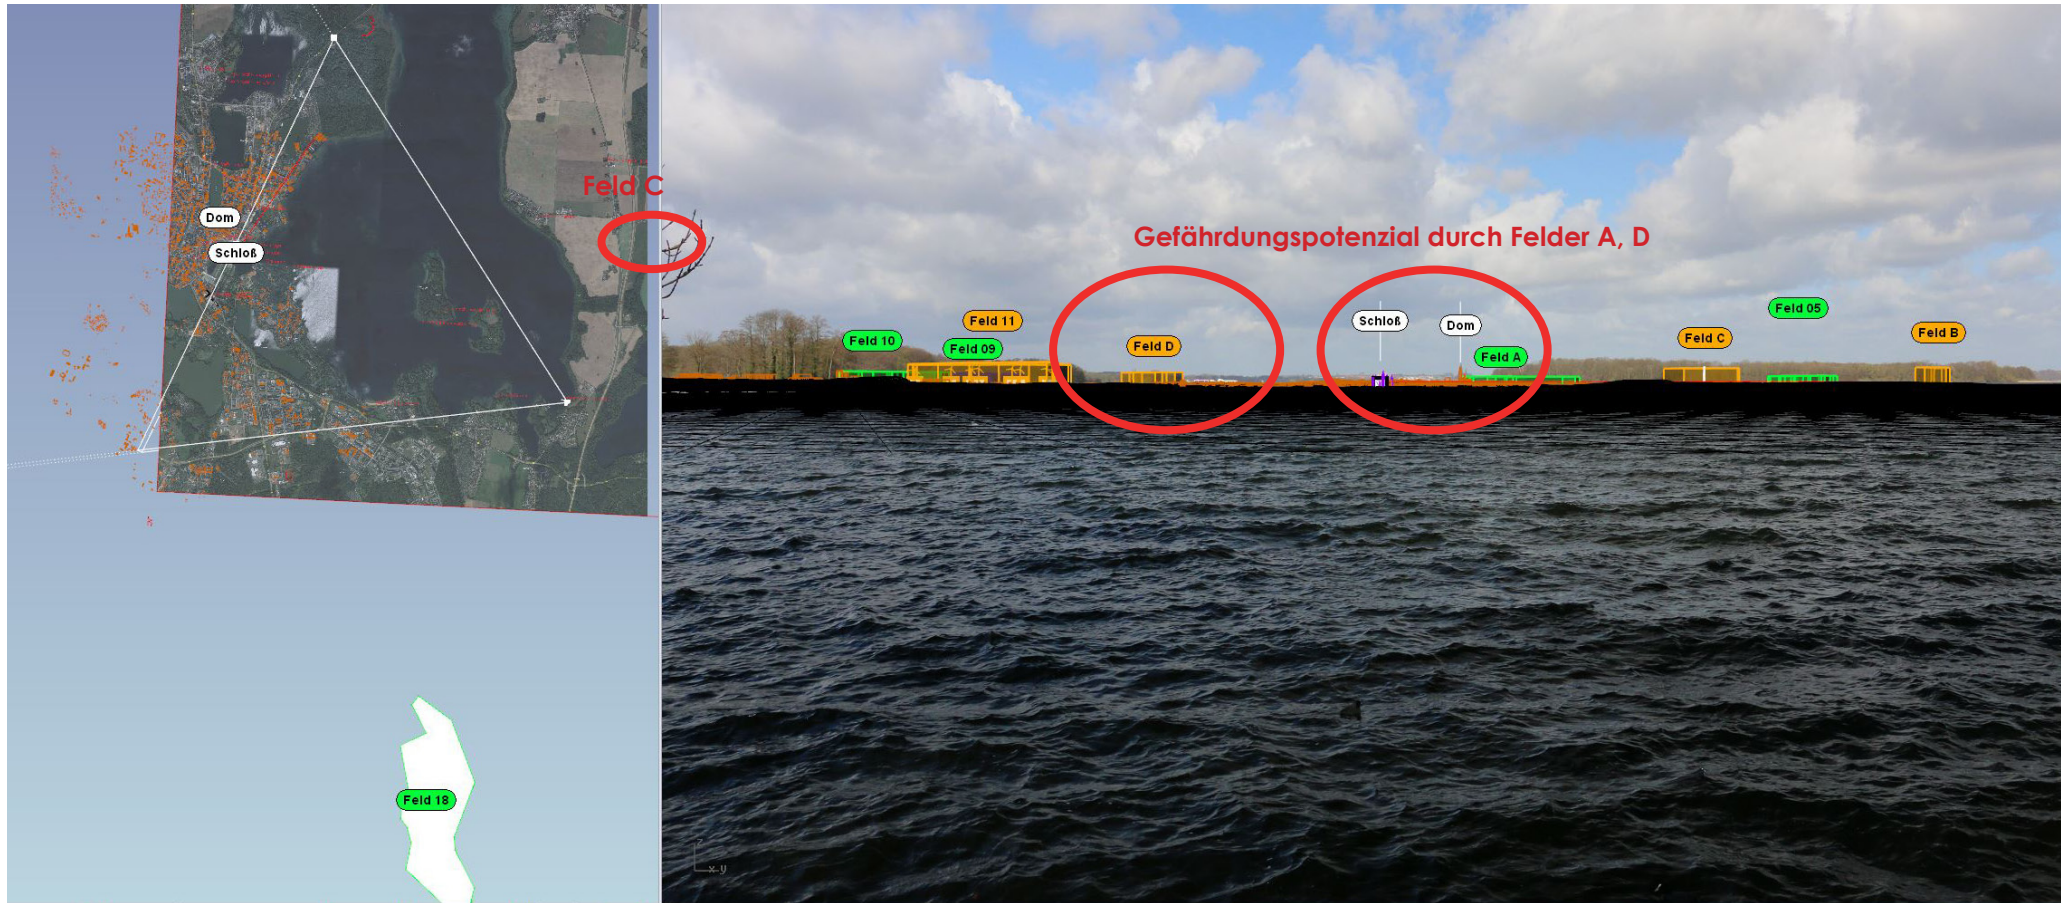 Feld C
Dom
Schloß
Feld 18
Gefährdungspotenzial durch Felder A, D
Feld 10
Feld 11
Feld 09
Feld D
Schloß
Dom
Feld A
Feld C
Feld 05
Feld B
z
x y